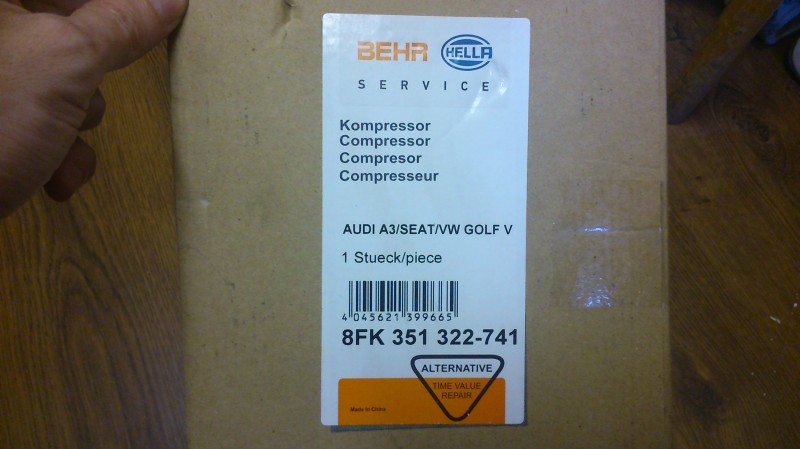 BEHR HELLA
SERVICE
Kompressor
Compressor
Compresor
Compresseur
AUDI A3/SEAT/VW GOLF V
1 Stueck/piece
4 045621 399665
8FK 351 322-741
ALTERNATIVE
TIME VALUE
REPAIR
Made in China